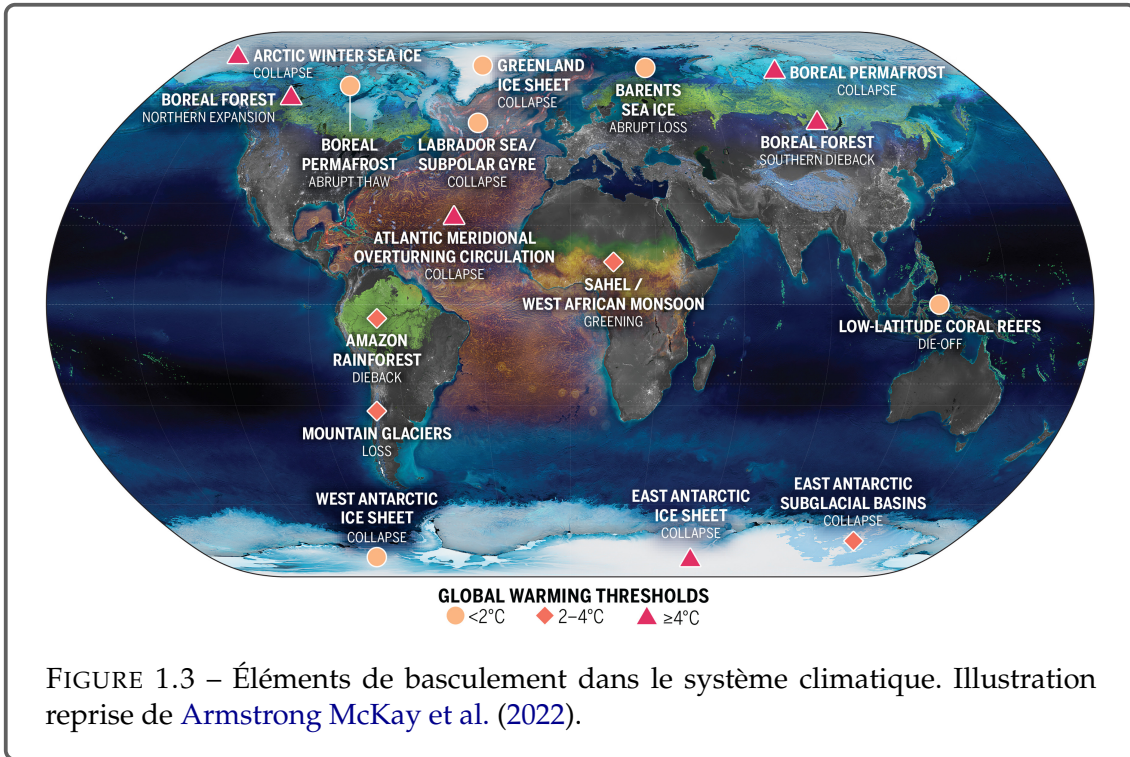 ARCTIC WINTER SEA ICE
COLLAPSE
GREENLAND
ICE SHEET
COLLAPSE
BARENTS
SEA ICE
ABRUPT LOSS
BOREAL PERMAFROST
COLLAPSE
BOREAL FOREST
NORTHERN EXPANSION
BOREAL
PERMAFROST
ABRUPT THAW
LABRADOR SEA/
SUBPOLAR GYRE
COLLAPSE
BOREAL FOREST
SOUTHERN DIEBACK
ATLANTIC MERIDIONAL
OVERTURNING CIRCULATION
COLLAPSE
SAHEL /
WEST AFRICAN MONSOON
GREENING
LOW-LATITUDE CORAL REEFS
DIE-OFF
AMAZON
RAINFOREST
DIEBACK
MOUNTAIN GLACIERS
LOSS
WEST ANTARCTIC
ICE SHEET
COLLAPSE
EAST ANTARCTIC
ICE SHEET
COLLAPSE
EAST ANTARCTIC
SUBGLACIAL BASINS
COLLAPSE
GLOBAL WARMING THRESHOLDS
<2°C 2–4°C ≥4°C
FIGURE 1.3 – Éléments de basculement dans le système climatique. Illustration
reprise de Armstrong McKay et al. (2022).